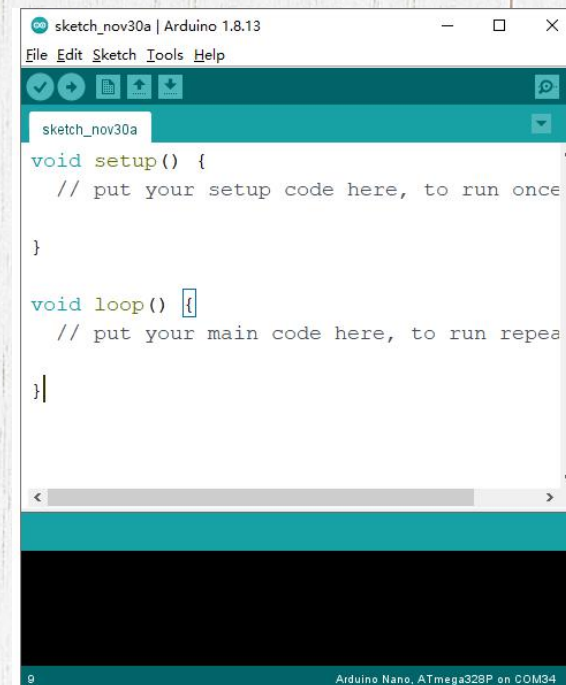 sketch_nov30a | Arduino 1.8.13
File Edit Sketch Tools Help
sketch_nov30a
void setup() {
// put your setup code here, to run once
}
void loop() {
// put your main code here, to run repea
}
9
Arduino Nano, ATmega328P on COM34